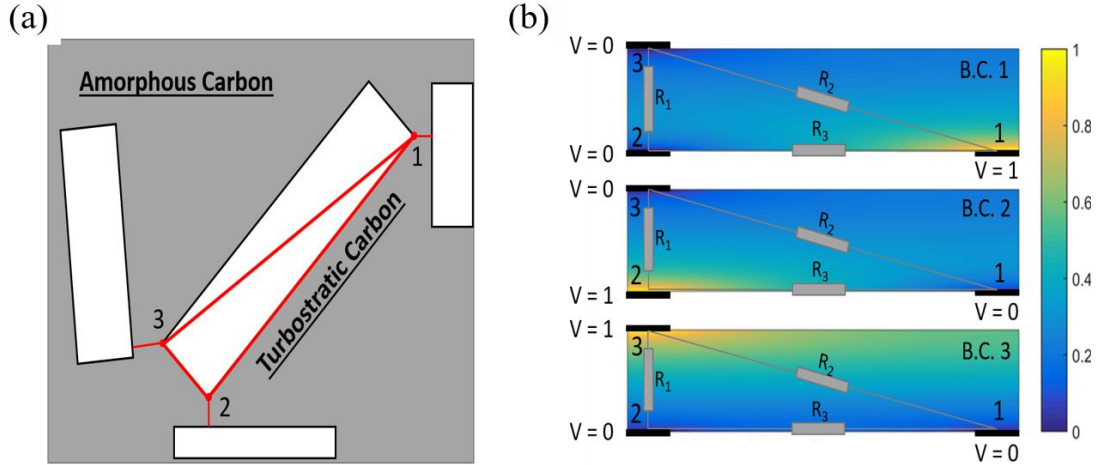 (a)
Amorphous Carbon
1
Turbostratic Carbon
3
2
(b)
V = 0
3
R1
2
V = 0
R2
R3
B.C. 1
1
V = 1
V = 0
3
R1
2
V = 1
R2
R3
B.C. 2
1
V = 0
V = 1
3
R1
2
V = 0
R2
R3
B.C. 3
1
V = 0
1
0.8
0.6
0.4
0.2
0